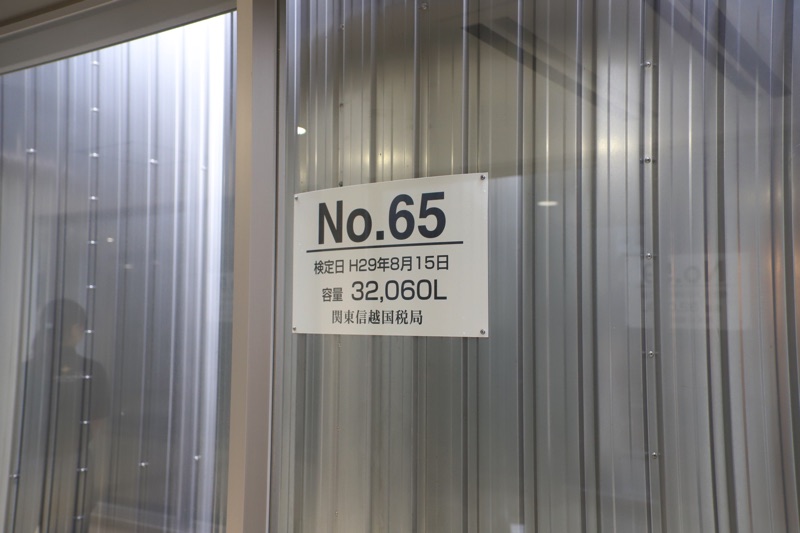 No.65
検定日 H29年8月15日
容量 32,060L
関東信越国税局